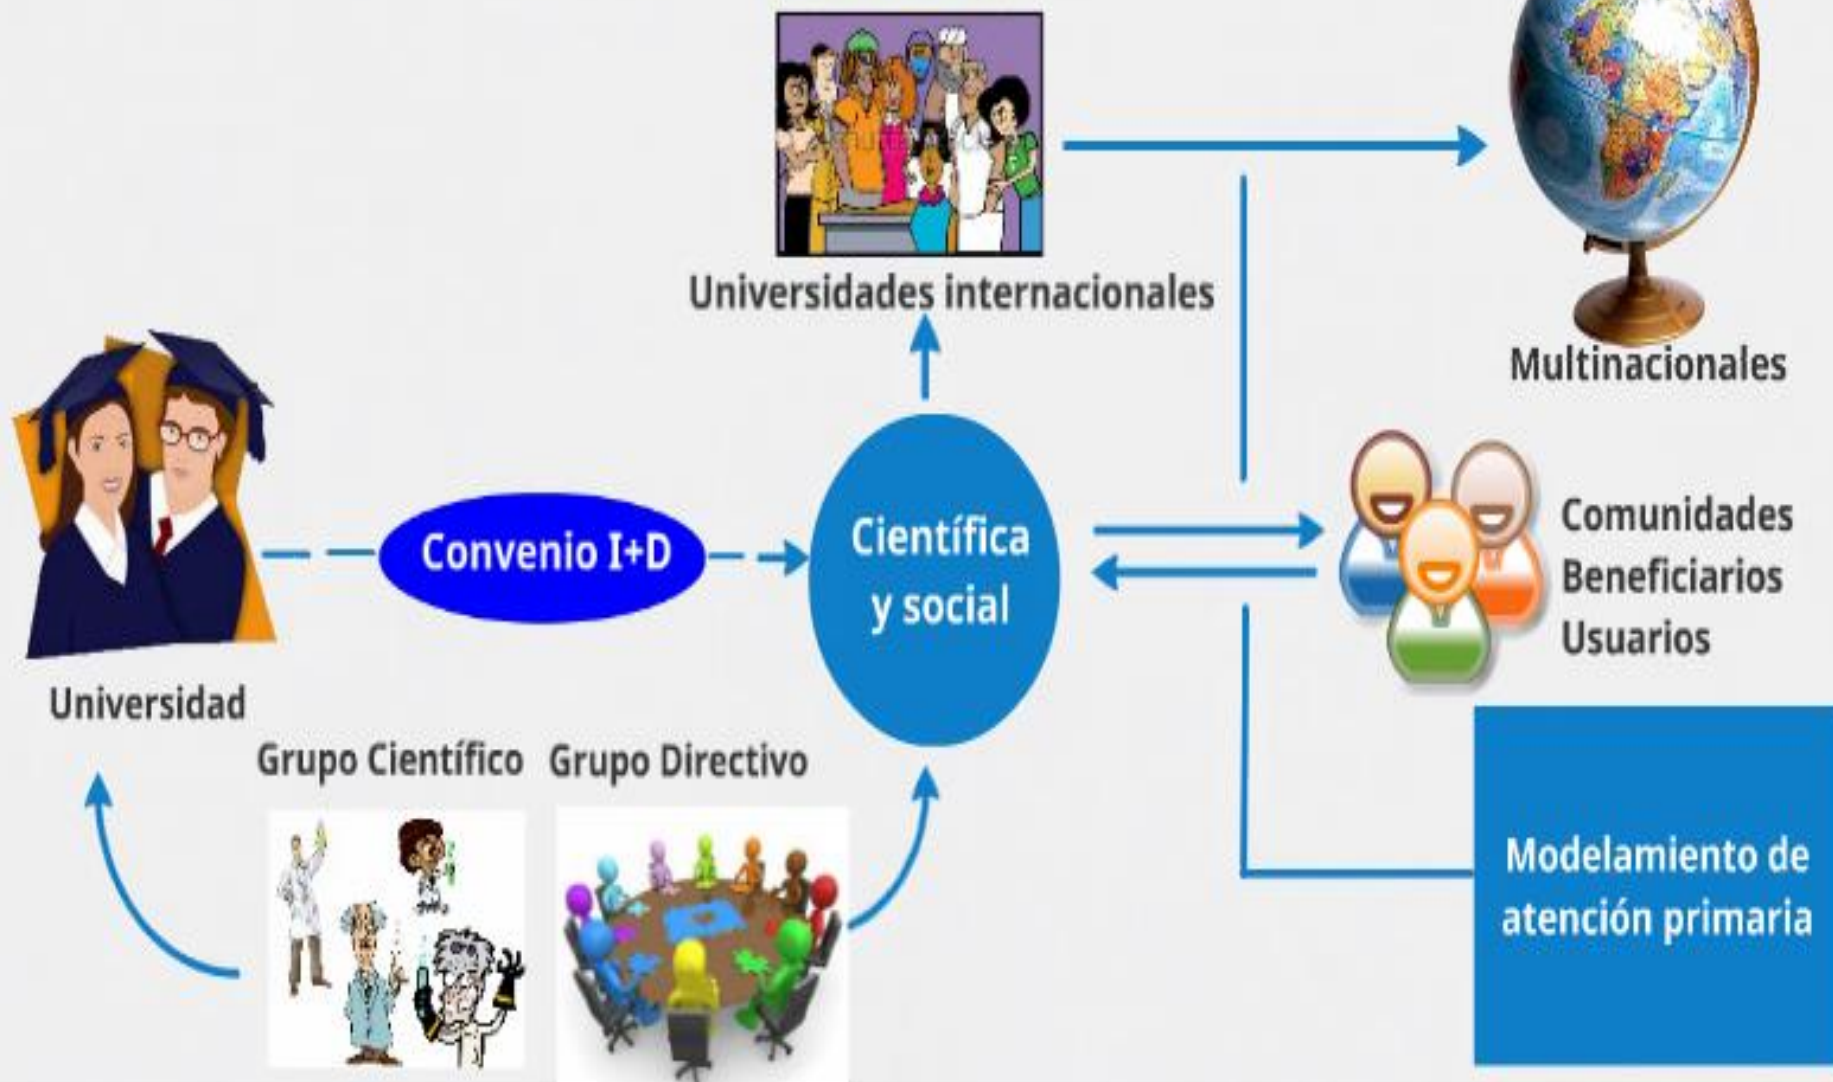 Universidades internacionales
Multinacionales
Convenio I+D
Científica
y social
Comunidades
Beneficiarios
Usuarios
Universidad
Grupo Científico
Grupo Directivo
Modelamiento de
atención primaria